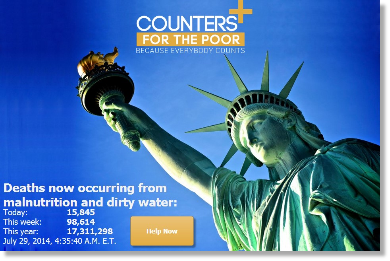 COUNTERS+
FOR THE POOR
BECAUSE EVERYBODY COUNTS
Deaths now occurring from
malnutrition and dirty water:
Today: 15,845
This week: 98,614
This year: 17,311,298
July 29, 2014, 4:35:40 A.M. E.T.
Help Now